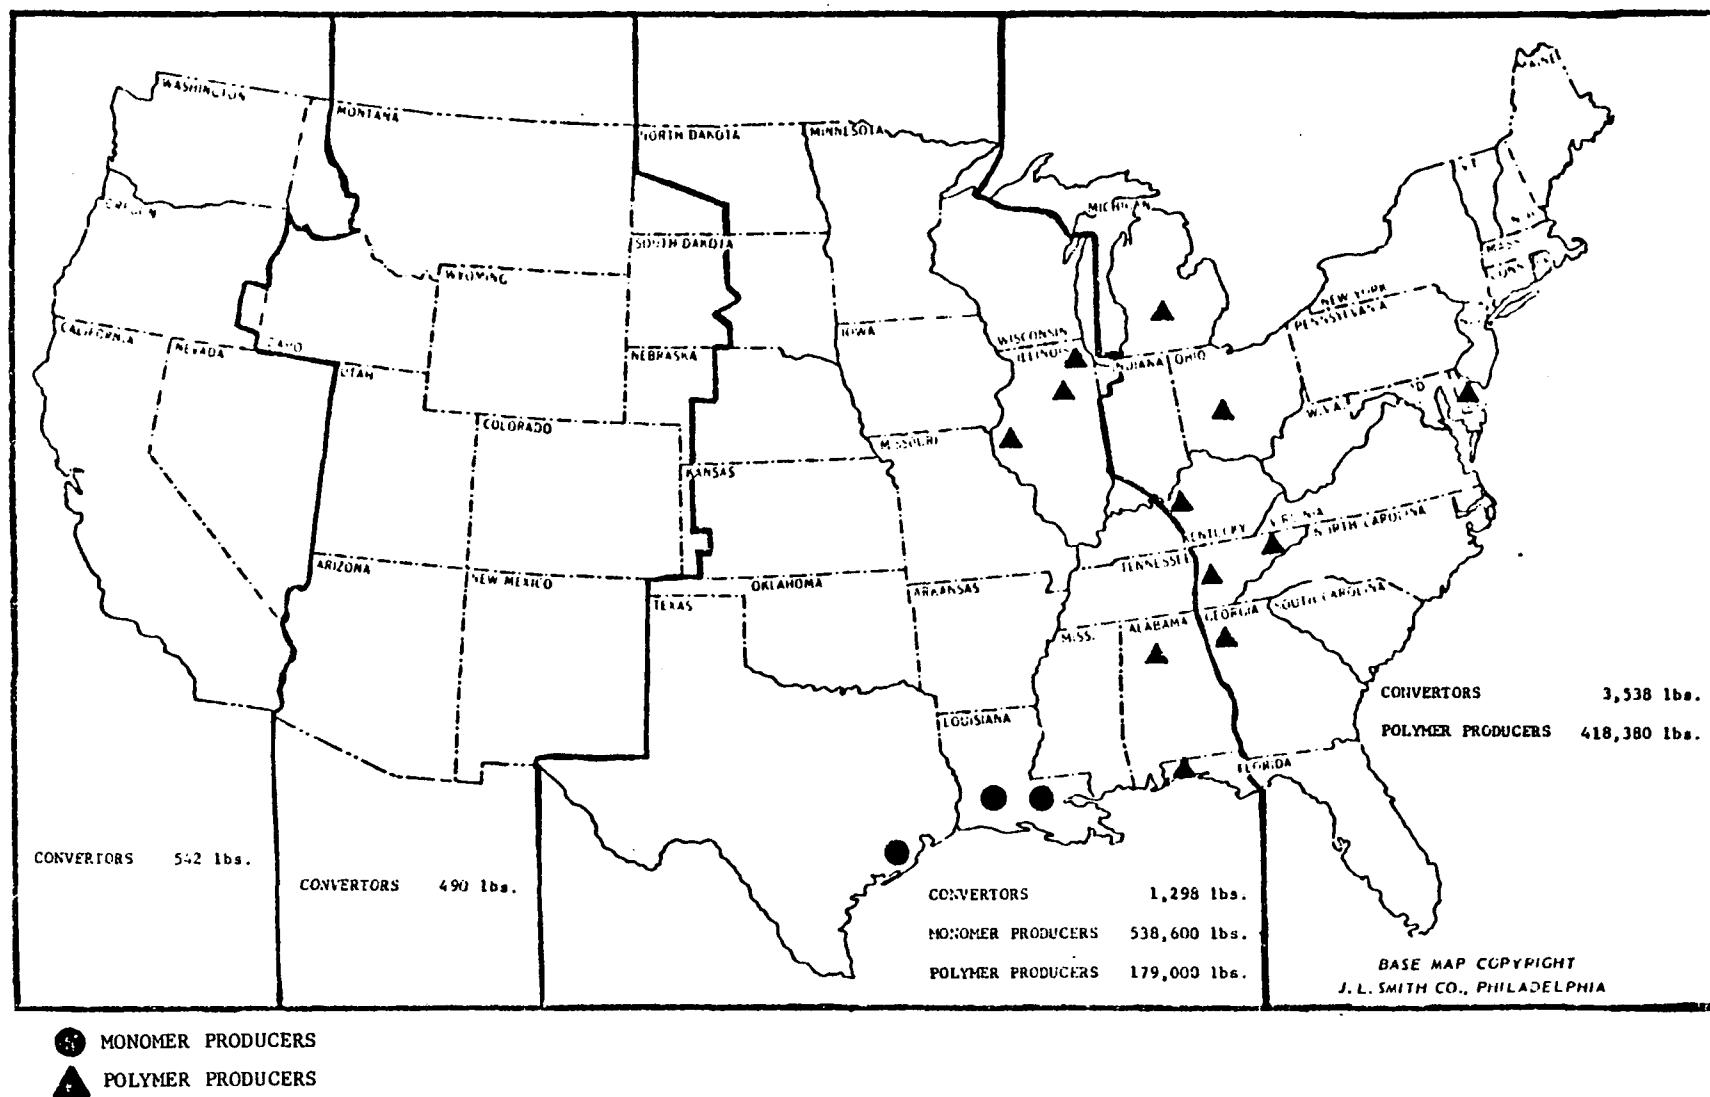 MAINE
WASHINGTON
MONTANA
NORTH DAKOTA
MINNESOTA
VT
OREGON
MICHIGAN
N.H.
SOUTH DAKOTA
MASS
CONN
WYOMING
NEW YORK
PENNSYLVANIA
CALIFORNIA
NEVADA
IDAHO
IOWA
WISCONSIN
NEBRASKA
ILLINOIS
INDIANA
OHIO
UTAH
W.VA.
COLORADO
MISSOURI
KANSAS
KENTUCKY
VIRGINIA
NORTH CAROLINA
ARIZONA
NEW MEXICO
OKLAHOMA
TENNESSEE
TEXAS
ARKANSAS
SOUTH CAROLINA
MISS.
ALABAMA
GEORGIA
CONVERTORS 3,538 lbs.
LOUISIANA
POLYMER PRODUCERS 418,380 lbs.
FLORIDA
CONVERTORS 542 lbs.
CONVERTORS 490 lbs.
CONVERTORS 1,298 lbs.
MONOMER PRODUCERS 538,600 lbs.
POLYMER PRODUCERS 179,000 lbs.
BASE MAP COPYRIGHT
J.L. SMITH CO., PHILADELPHIA
MONOMER PRODUCERS
POLYMER PRODUCERS